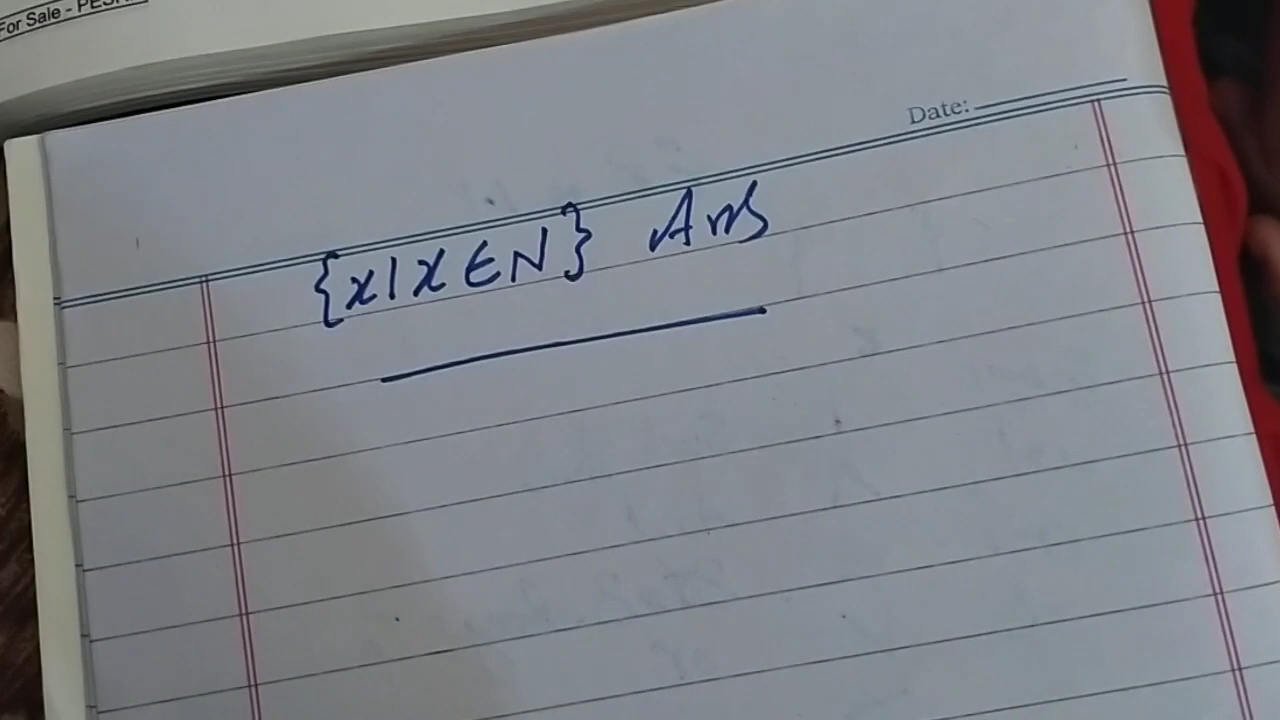 For Sale - PESR
Date:
{x|x∈N} Ans